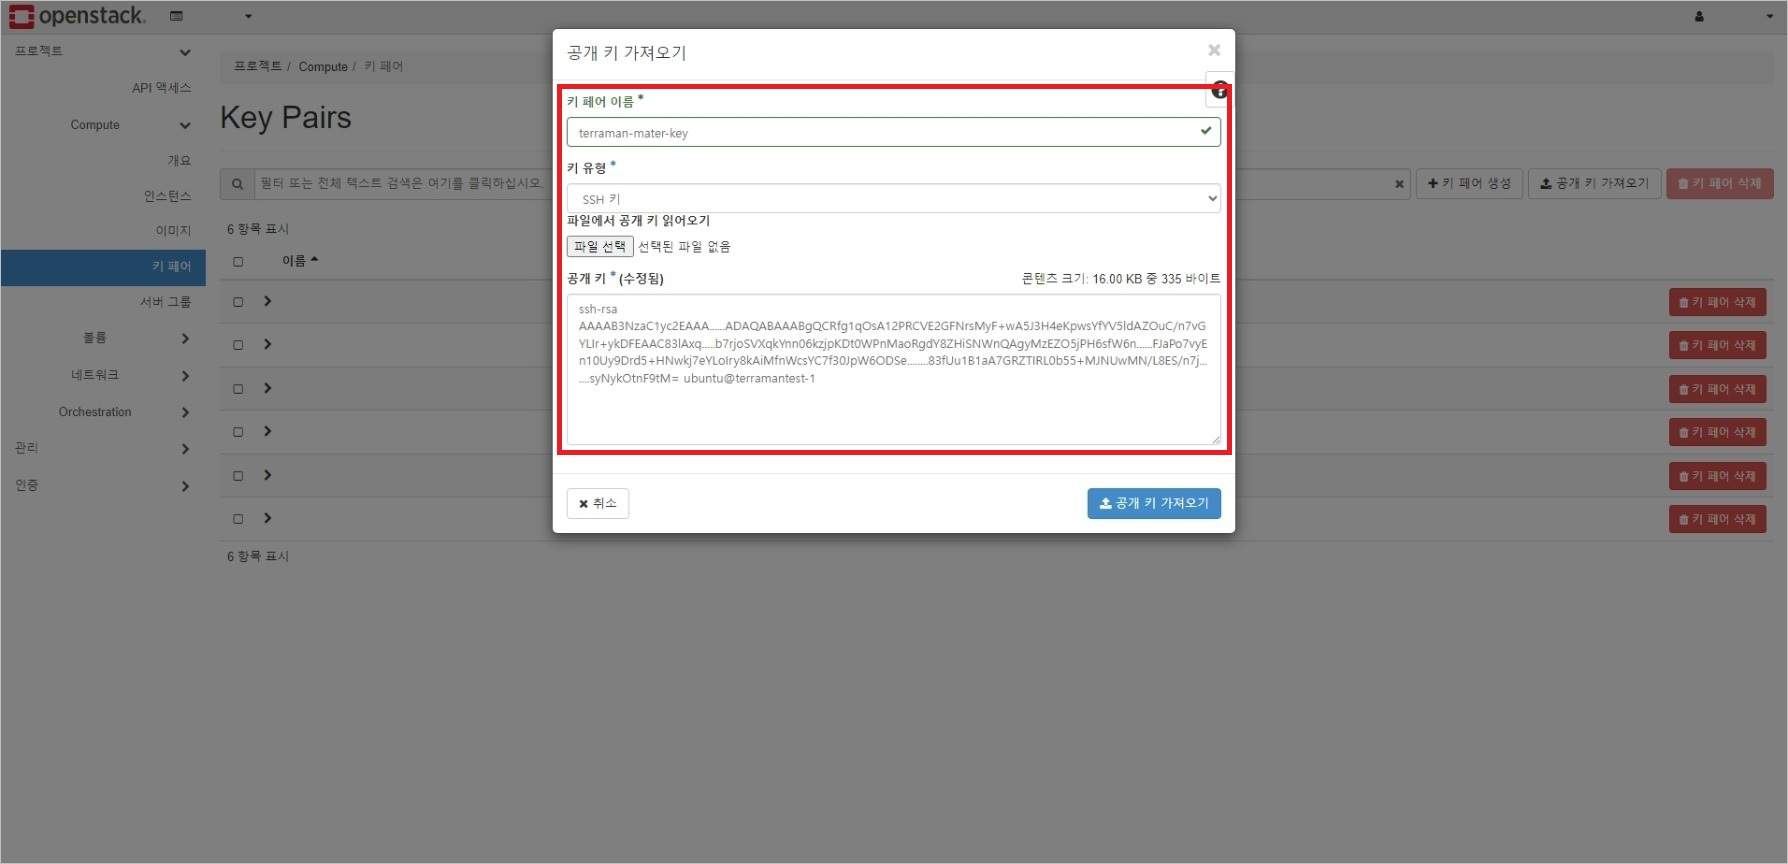 openstack.
프로젝트
API 액세스
Compute
개요
인스턴스
이미지
키 페어
서버 그룹
볼륨
네트워크
Orchestration
관리
인증
프로젝트 / Compute / 키 페어
Key Pairs
필터 또는 전체 텍스트 검색은 여기를 클릭하십시오.
키 페어 생성
공개 키 가져오기
키 페어 삭제
6 항목 표시
이름
키 페어 삭제
키 페어 삭제
키 페어 삭제
키 페어 삭제
키 페어 삭제
키 페어 삭제
6 항목 표시
공개 키 가져오기
키 페어 이름 *
terraman-mater-key
키 유형 *
SSH 키
파일에서 공개 키 읽어오기
파일 선택 선택된 파일 없음
공개 키 * (수정됨) 콘텐츠 크기: 16.00 KB 중 335 바이트
ssh-rsa
AAAAB3NzaC1yc2EAAA......ADAQABAAABgQCRfg1qOsA12PRCVE2GFNrsMyF+wA5J3H4eKpwsYfYV5ldAZOuC/n7vG
YLIr+ykDFEAAC83lAxq.....b7rjoSVXqkYnn06kzjpKDt0WPnMaoRgdY8ZHiSNWnQAgyMzEZO5jPH6sfW6n......FJaPo7vyE
n10Uy9Drd5+HNwkj7eYLoIry8kAiMfnWcsYC7f30JpW6ODSe........83fUu1B1aA7GRZTIRL0b55+MJNUwMN/L8ES/n7j...
....syNykOtnF9tM= ubuntu@terramantest-1
취소
공개 키 가져오기